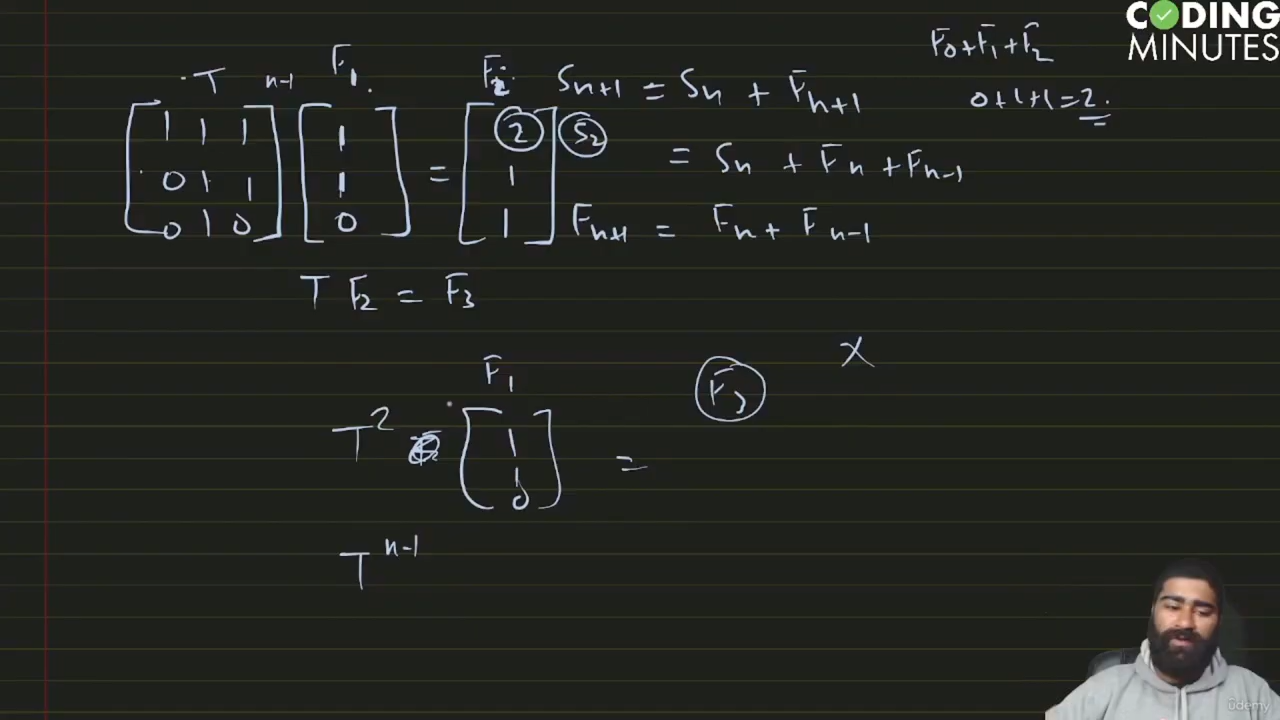 CODING
MINUTES
F0+F1+F2
0+1+1=2.
T n-1 F1 F2 Sn+1 = Sn + Fn+1
[1 1 1] [1] = [2] S2
[0 1 1] [1] [1] = Sn + Fn + Fn-1
[0 1 0] [0] [1] Fn+1 = Fn + Fn-1
T F2 = F3
x
F1 F3
T^2 [1 1 0] =
T^n-1
ûdemy